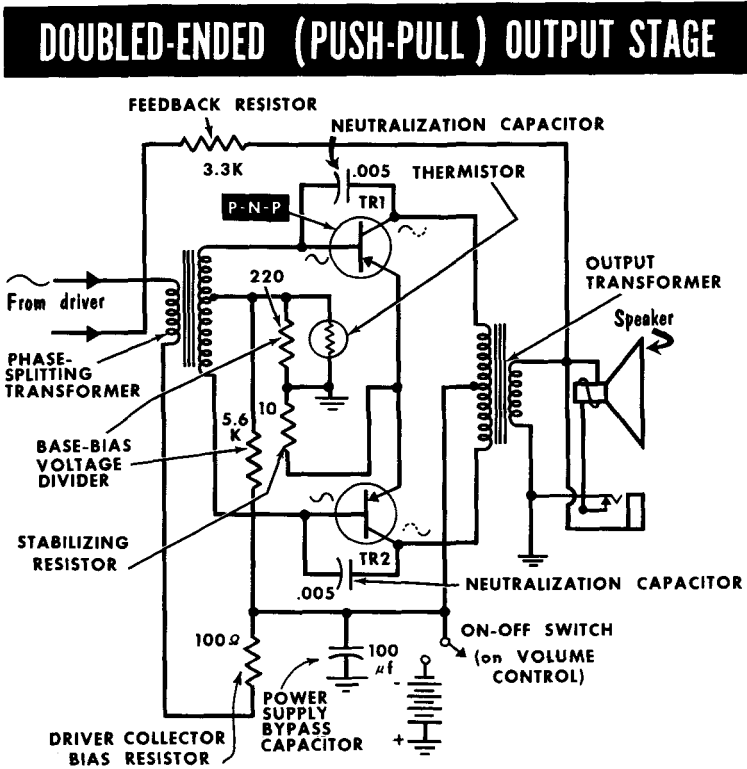 DOUBLED-ENDED (PUSH-PULL) OUTPUT STAGE
FEEDBACK RESISTOR
3.3K
NEUTRALIZATION CAPACITOR
.005
THERMISTOR
TR1
P-N-P
From driver
220
OUTPUT
TRANSFORMER
Speaker
PHASE-
SPLITTING
TRANSFORMER
10
5.6
K
BASE-BIAS
VOLTAGE
DIVIDER
STABILIZING
RESISTOR
TR2
.005
NEUTRALIZATION CAPACITOR
100Ω
100
μf
ON-OFF SWITCH
(on VOLUME
CONTROL)
-
+
POWER
SUPPLY
BYPASS
CAPACITOR
DRIVER COLLECTOR
BIAS RESISTOR